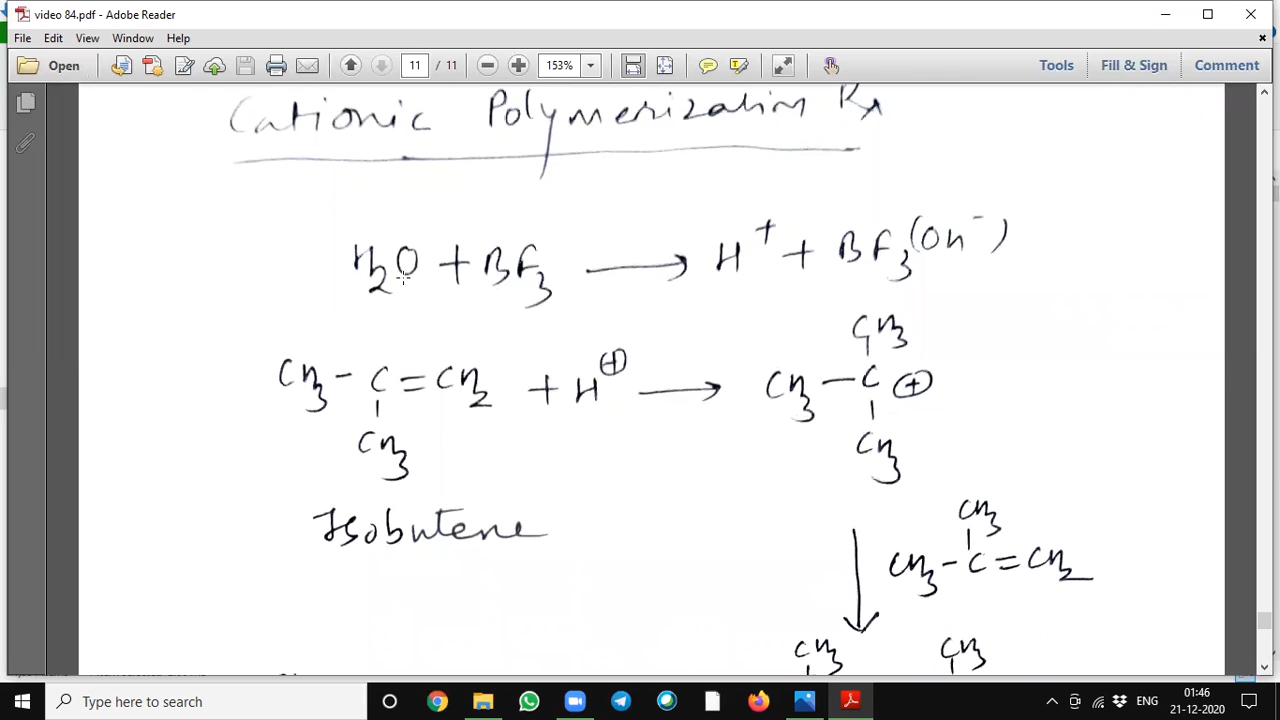 video 84.pdf - Adobe Reader
File Edit View Window Help
Open 11 / 11 153% Tools Fill & Sign Comment
Cationic Polymerization Rx
H2O + BF3 ⟶ H+ + BF3(OH-)
CH3
CH3 - C = CH2 + H⊕ ⟶ CH3 — C ⊕
CH3 CH3
CH3
Isobutene
CH3 - C = CH2
CH3 CH3
Type here to search ENG 01:46
21-12-2020